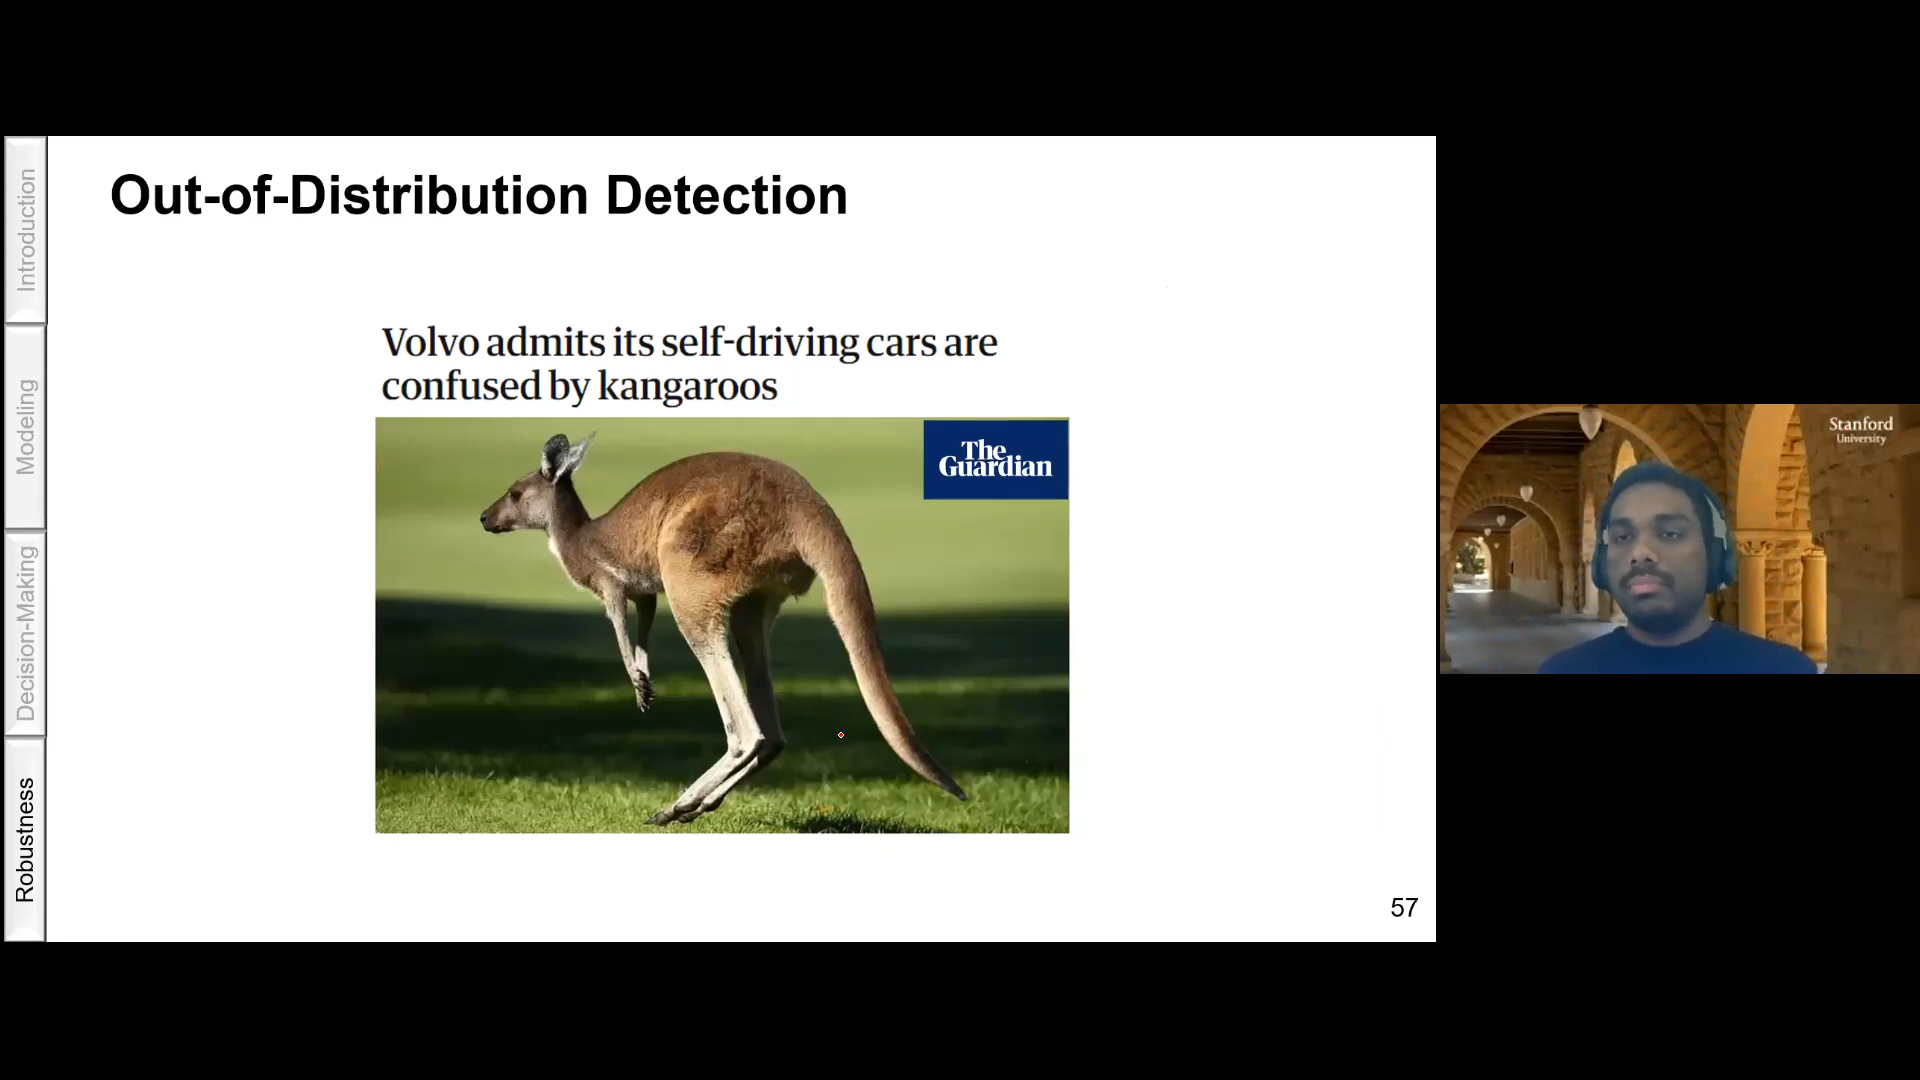 Out-of-Distribution Detection
Introduction
Modeling
Decision-Making
Robustness
Volvo admits its self-driving cars are
confused by kangaroos
The
Guardian
57
Stanford
University